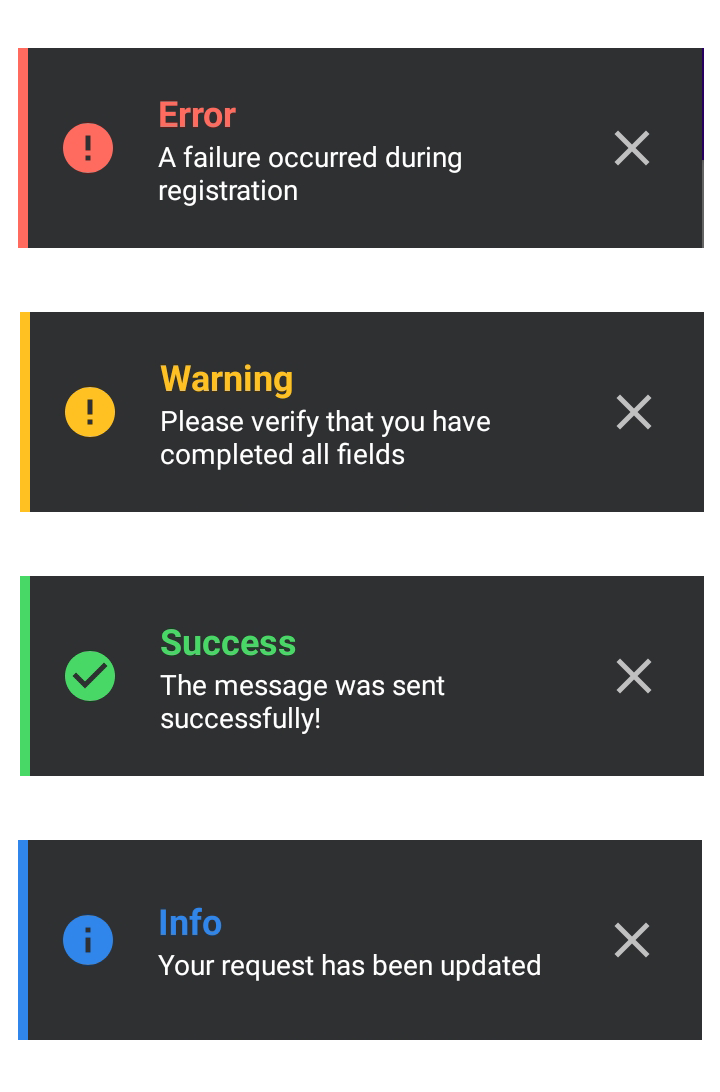 Error
A failure occurred during
registration
Warning
Please verify that you have
completed all fields
Success
The message was sent
successfully!
Info
Your request has been updated